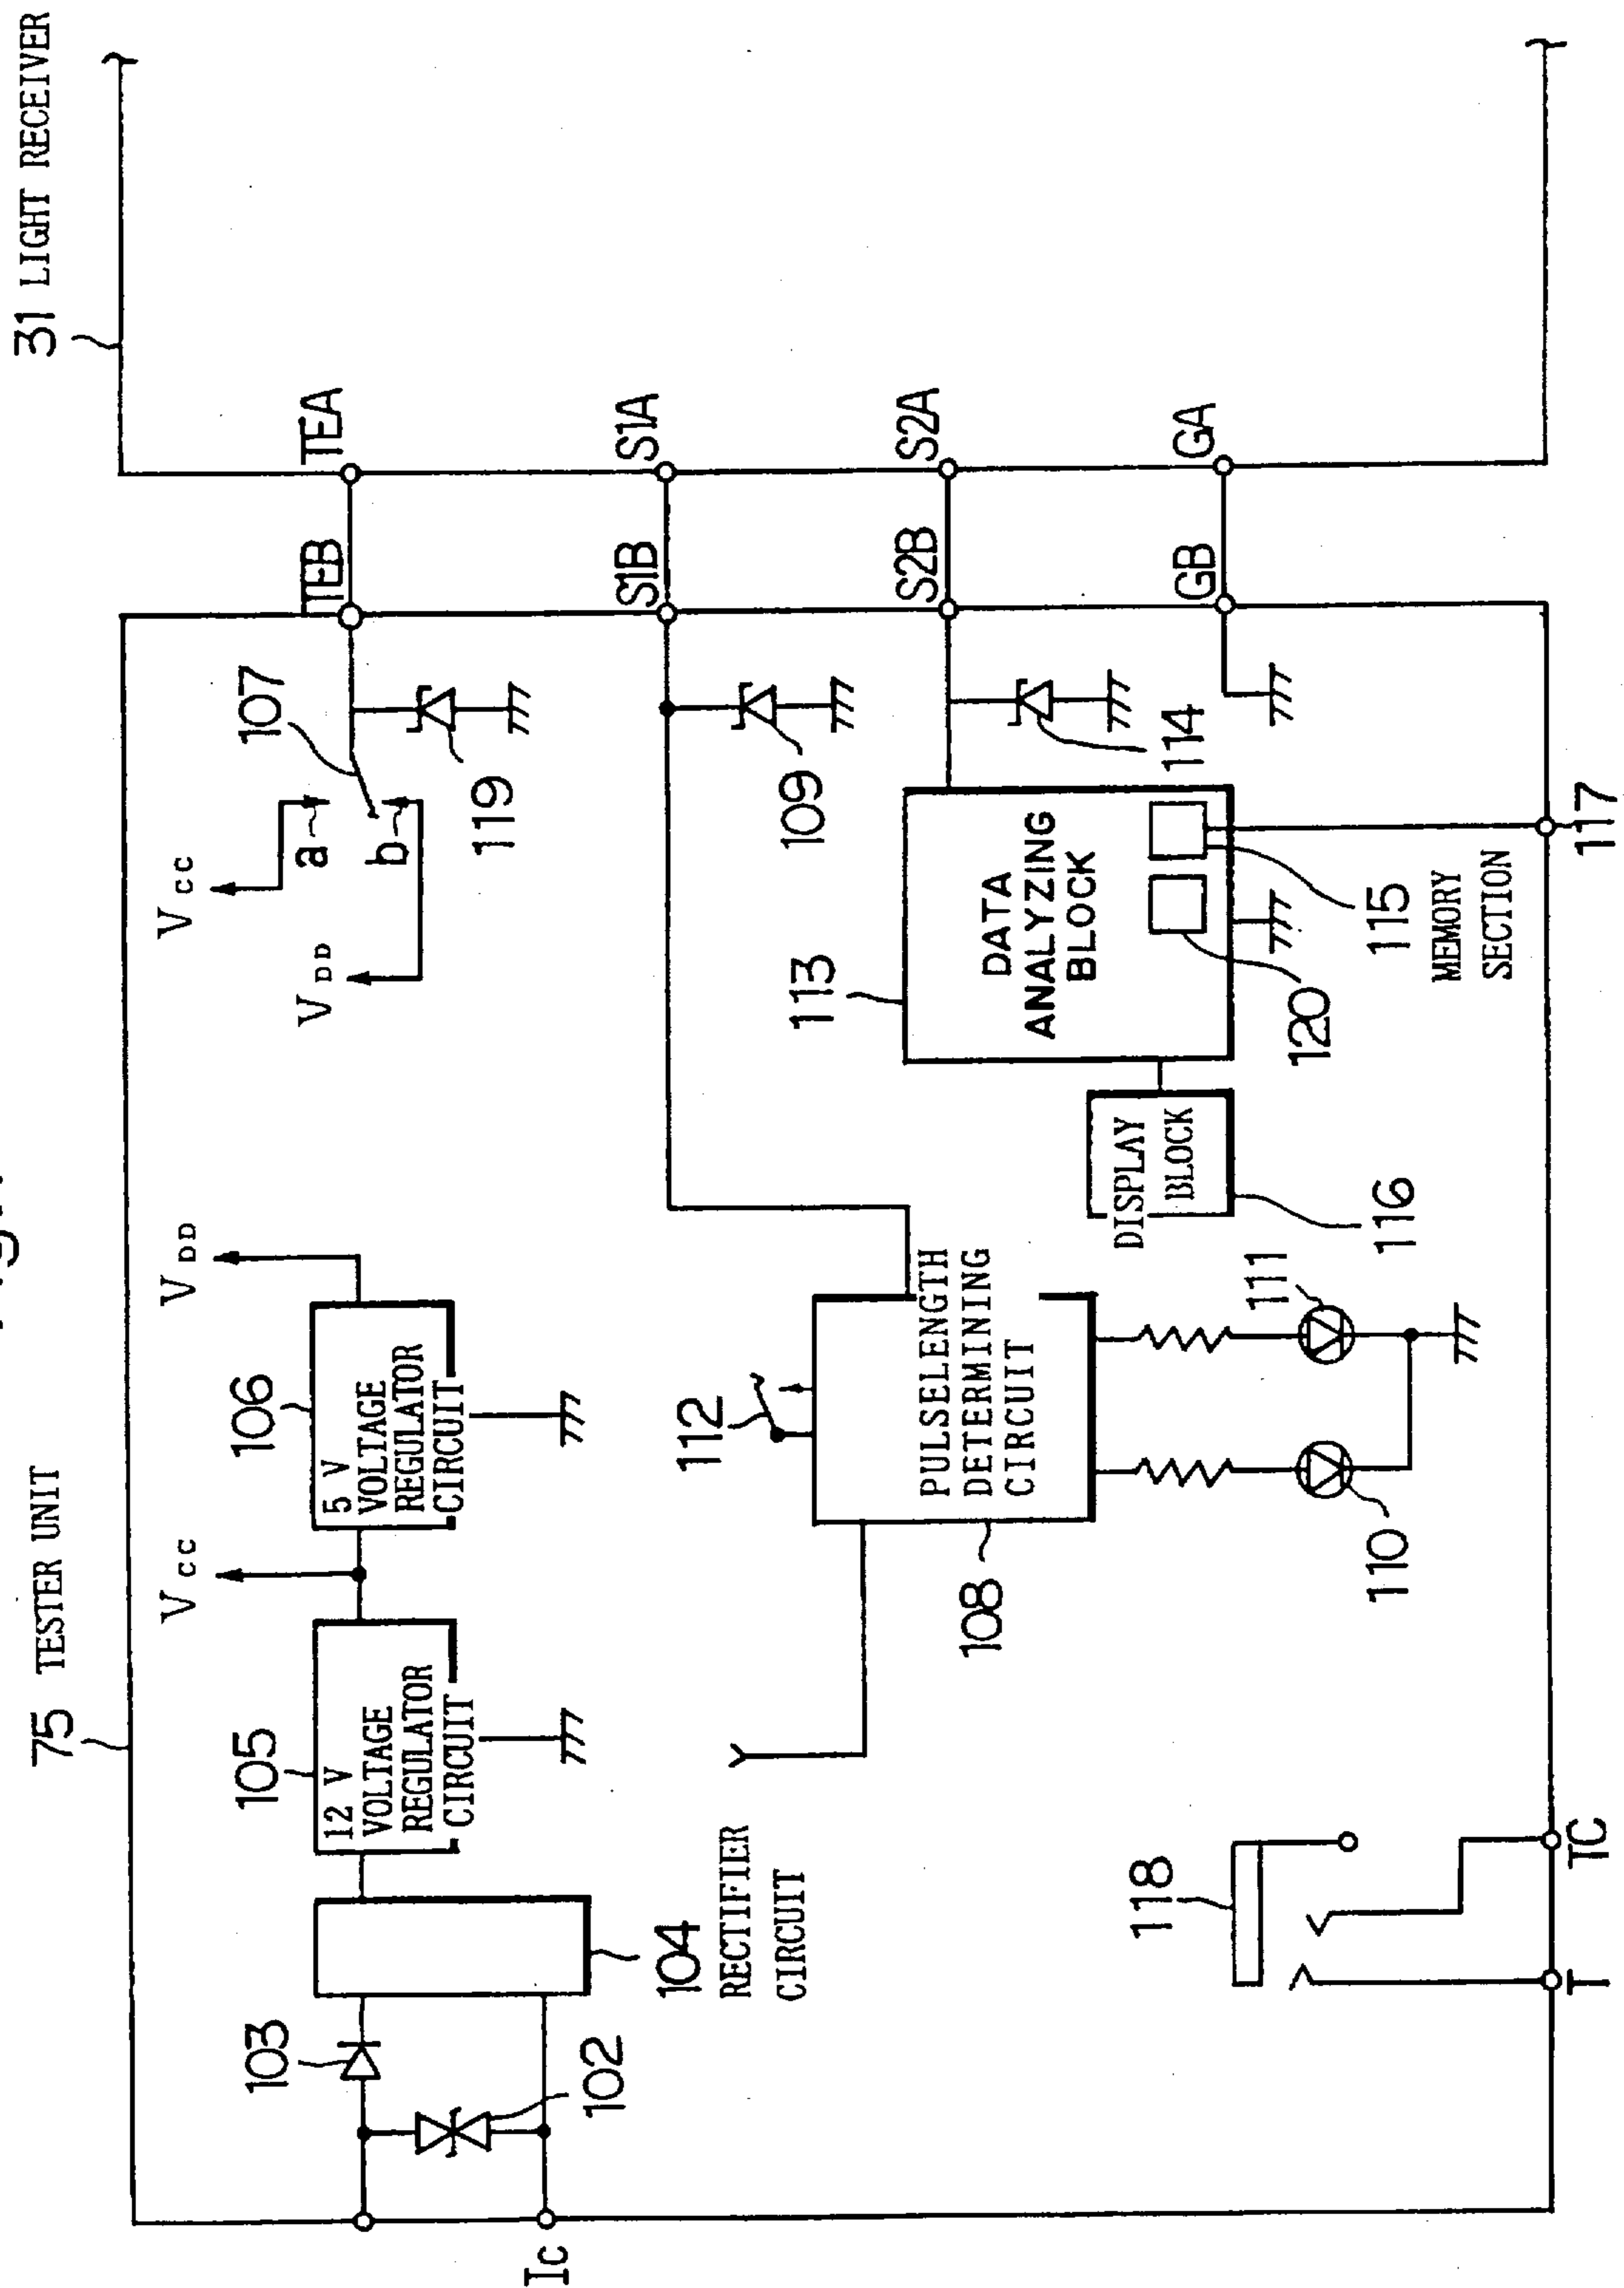 75 TESTER UNIT
31 LIGHT RECEIVER
103
102
Ic
104
RECTIFIER
CIRCUIT
105
12 V
VOLTAGE
REGULATOR
CIRCUIT
Vcc
106
5 V
VOLTAGE
REGULATOR
CIRCUIT
VDD
Vcc
VDD
a
b
107
119
TEB
TEA
S1B
S1A
S2B
S2A
GB
GA
109
114
112
PULSELENGTH
DETERMINING
CIRCUIT
108
110
111
113
DATA
ANALYZING
BLOCK
DISPLAY
BLOCK
116
120
115
MEMORY
SECTION
117
118
T
TC